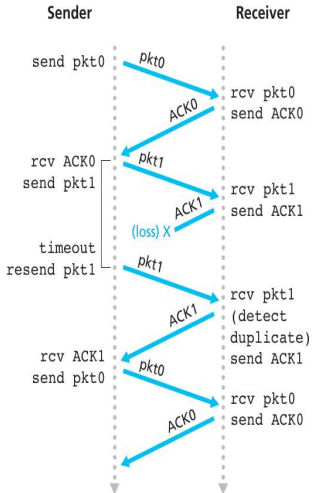 Sender
Receiver
send pkt0
pkt0
rcv pkt0
send ACK0
ACK0
rcv ACK0
send pkt1
pkt1
rcv pkt1
send ACK1
ACK1
(loss) X
timeout
resend pkt1
pkt1
rcv pkt1
(detect
duplicate)
send ACK1
ACK1
rcv ACK1
send pkt0
pkt0
rcv pkt0
send ACK0
ACK0